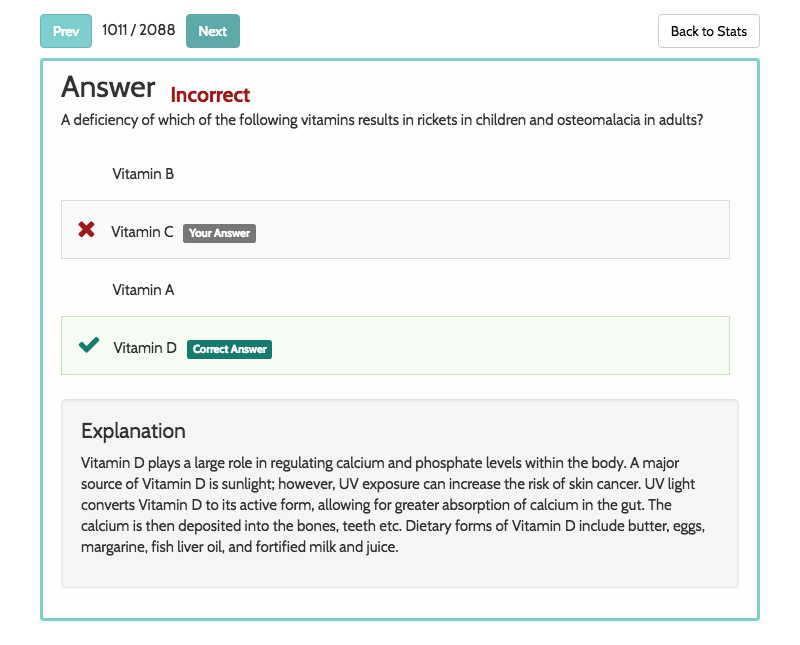 Prev 1011 / 2088 Next Back to Stats
Answer Incorrect
A deficiency of which of the following vitamins results in rickets in children and osteomalacia in adults?
Vitamin B
Vitamin C Your Answer
Vitamin A
Vitamin D Correct Answer
Explanation
Vitamin D plays a large role in regulating calcium and phosphate levels within the body. A major
source of Vitamin D is sunlight; however, UV exposure can increase the risk of skin cancer. UV light
converts Vitamin D to its active form, allowing for greater absorption of calcium in the gut. The
calcium is then deposited into the bones, teeth etc. Dietary forms of Vitamin D include butter, eggs,
margarine, fish liver oil, and fortified milk and juice.